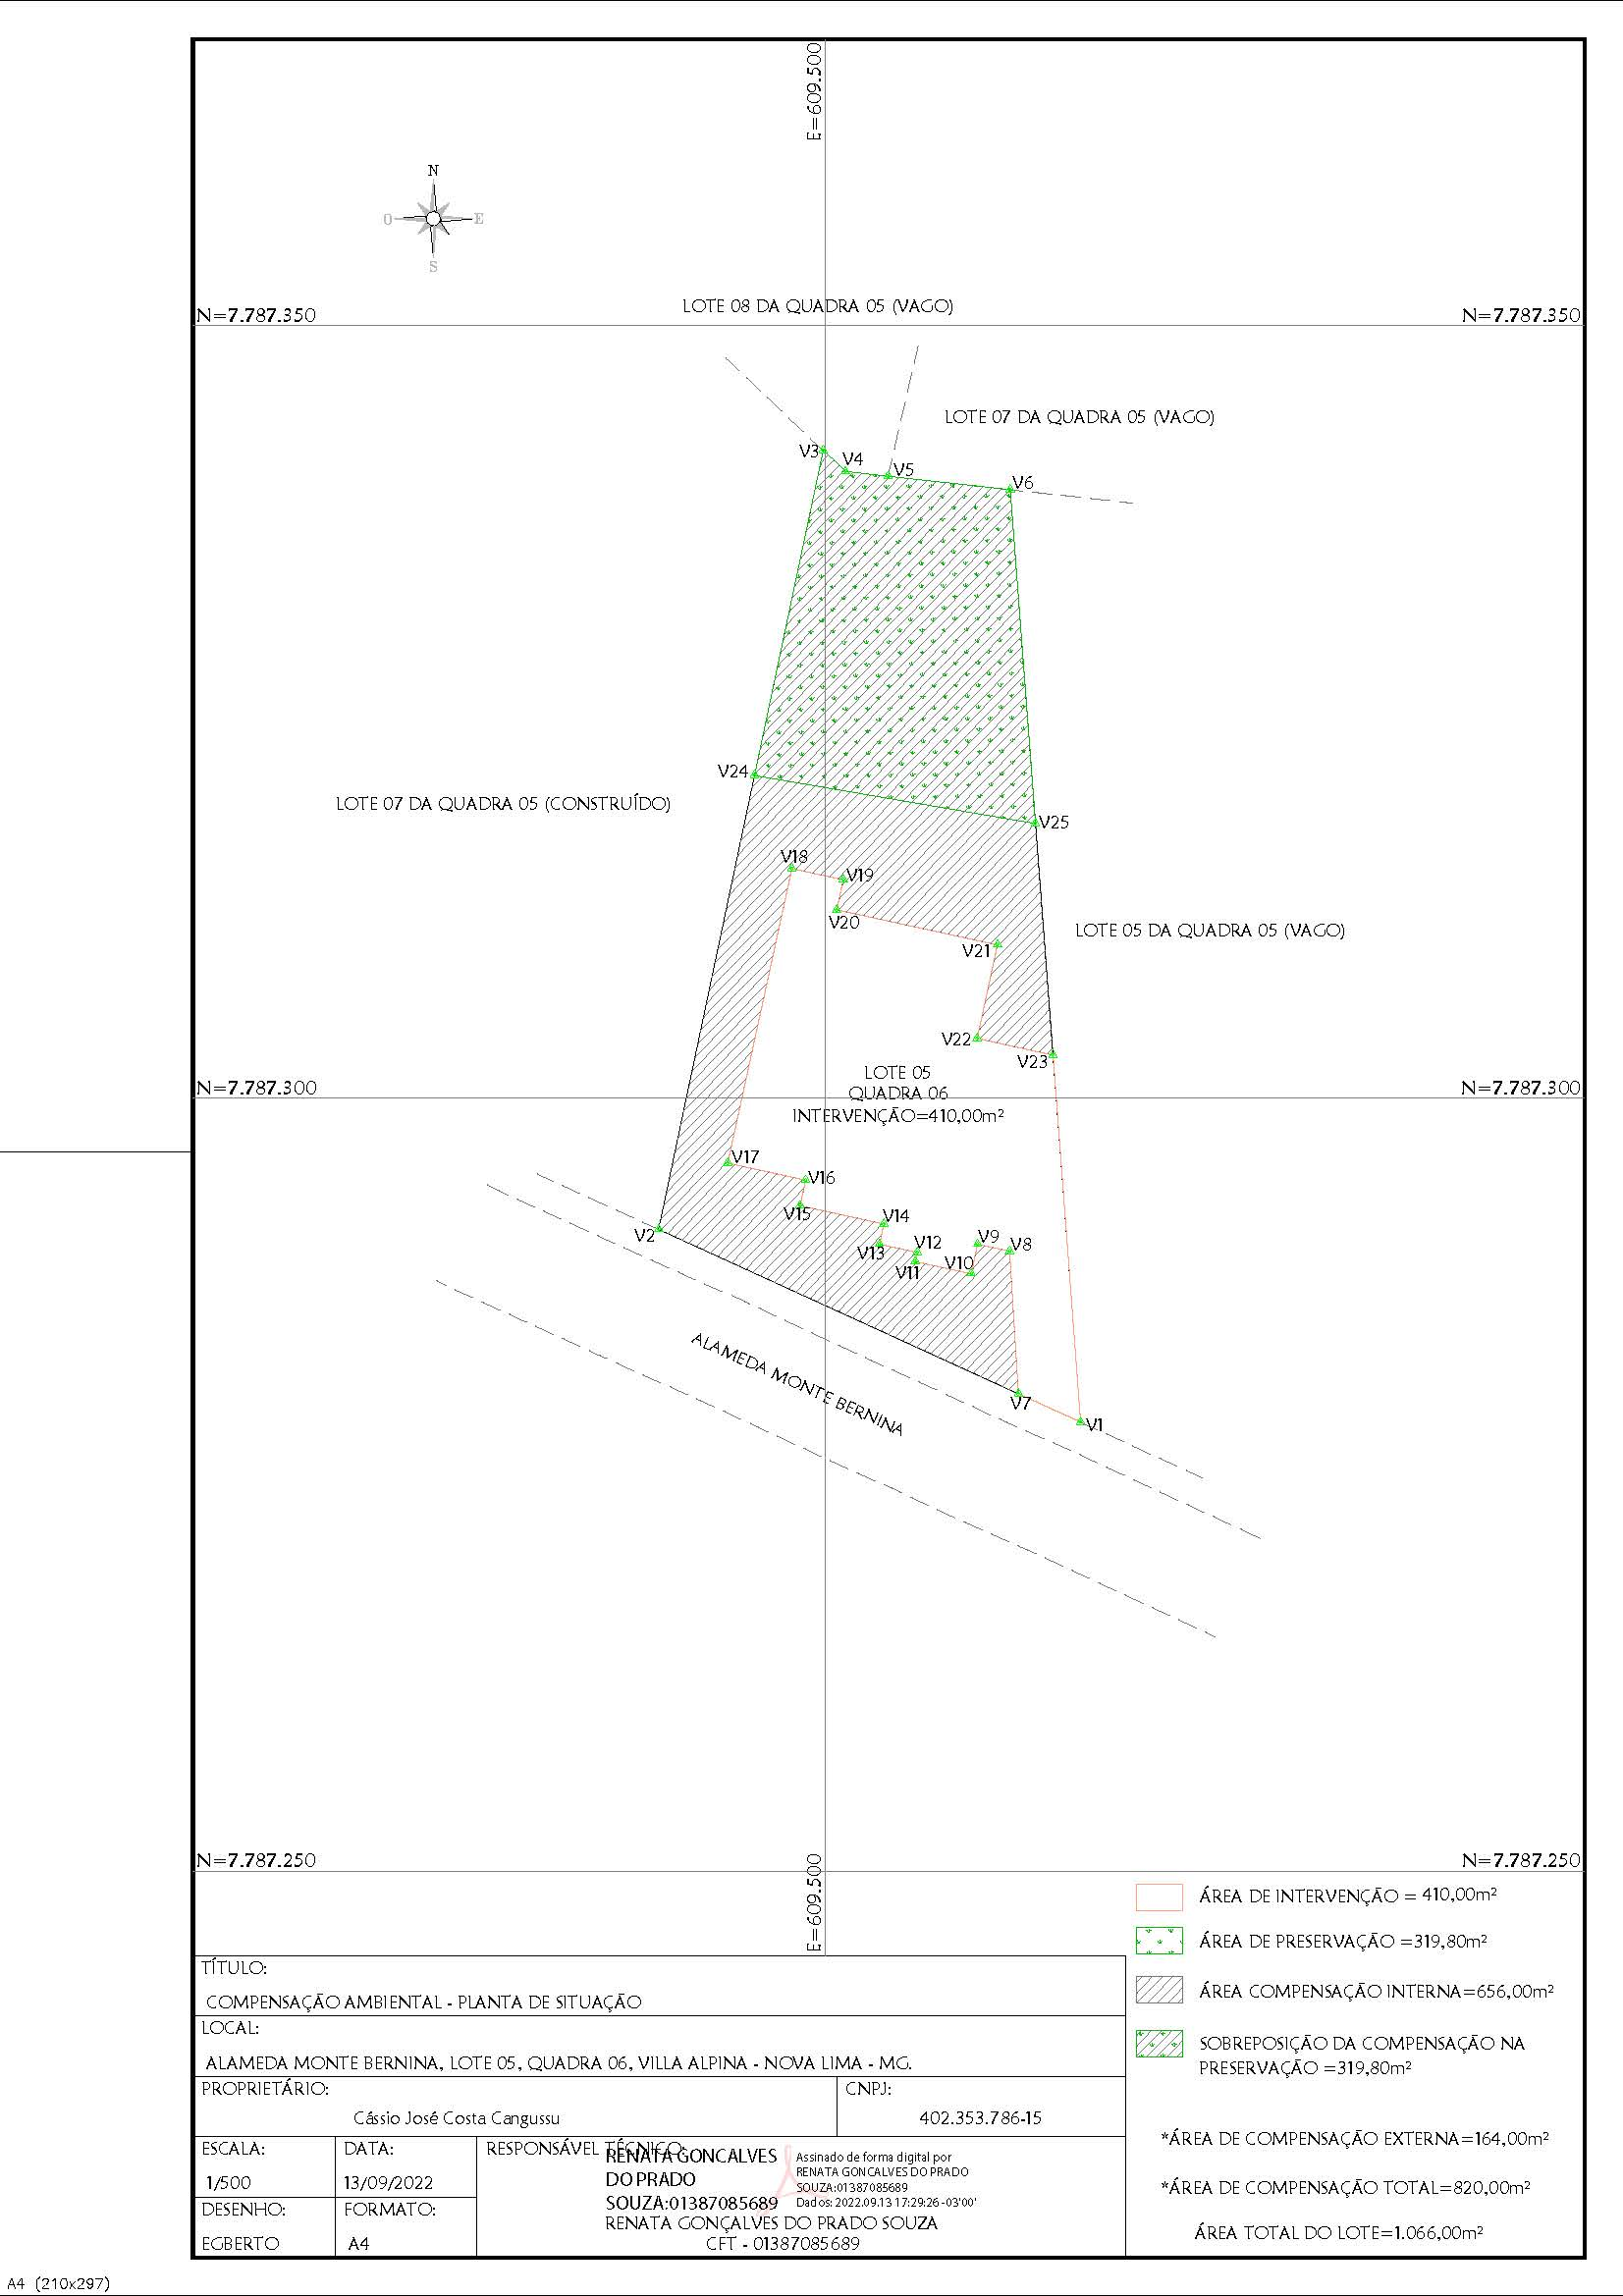 E=609.500
N
O
E
S
LOTE 08 DA QUADRA 05 (VAGO)
N=7.787.350
N=7.787.350
LOTE 07 DA QUADRA 05 (VAGO)
V3
V4
V5
V6
V24
LOTE 07 DA QUADRA 05 (CONSTRUÍDO)
V25
V18
V19
V20
LOTE 05 DA QUADRA 05 (VAGO)
V21
V22
V23
LOTE 05
QUADRA 06
INTERVENÇÃO=410,00m²
N=7.787.300
N=7.787.300
V17
V16
V15
V14
V2
V13
V12
V9
V8
V11
V10
ALAMEDA MONTE BERNINA
V7
V1
N=7.787.250
N=7.787.250
E=609.500
ÁREA DE INTERVENÇÃO = 410,00m²
ÁREA DE PRESERVAÇÃO =319,80m²
ÁREA COMPENSAÇÃO INTERNA=656,00m²
SOBREPOSIÇÃO DA COMPENSAÇÃO NA
PRESERVAÇÃO =319,80m²
*ÁREA DE COMPENSAÇÃO EXTERNA=164,00m²
*ÁREA DE COMPENSAÇÃO TOTAL=820,00m²
ÁREA TOTAL DO LOTE=1.066,00m²
TÍTULO:
COMPENSAÇÃO AMBIENTAL - PLANTA DE SITUAÇÃO
LOCAL:
ALAMEDA MONTE BERNINA, LOTE 05, QUADRA 06, VILLA ALPINA - NOVA LIMA - MG.
PROPRIETÁRIO:
Cássio José Costa Cangussu
CNPJ:
402.353.786-15
ESCALA:
1/500
DATA:
13/09/2022
DESENHO:
EGBERTO
FORMATO:
A4
RESPONSÁVEL TÉCNICO:
RENATA GONCALVES
DO PRADO
SOUZA:01387085689
Assinado de forma digital por
RENATA GONCALVES DO PRADO
SOUZA:01387085689
Dados: 2022.09.13 17:29:26 -03'00'
RENATA GONÇALVES DO PRADO SOUZA
CFT - 01387085689
A4 (210x297)